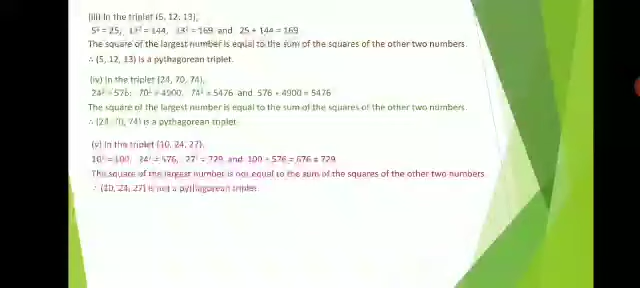 (iii) In the triplet (5, 12, 13),
5² = 25, 12² = 144, 13² = 169 and 25 + 144 = 169
The square of the largest number is equal to the sum of the squares of the other two numbers.
∴ (5, 12, 13) is a pythagorean triplet.
(iv) In the triplet (24, 70, 74),
24² = 576, 70² = 4900, 74² = 5476 and 576 + 4900 = 5476
The square of the largest number is equal to the sum of the squares of the other two numbers.
∴ (24, 70, 74) is a pythagorean triplet.
(v) In the triplet (10, 24, 27),
10² = 100, 24² = 576, 27² = 729 and 100 + 576 = 676 ≠ 729
The square of the largest number is not equal to the sum of the squares of the other two numbers.
∴ (10, 24, 27) is not a pythagorean triplet.